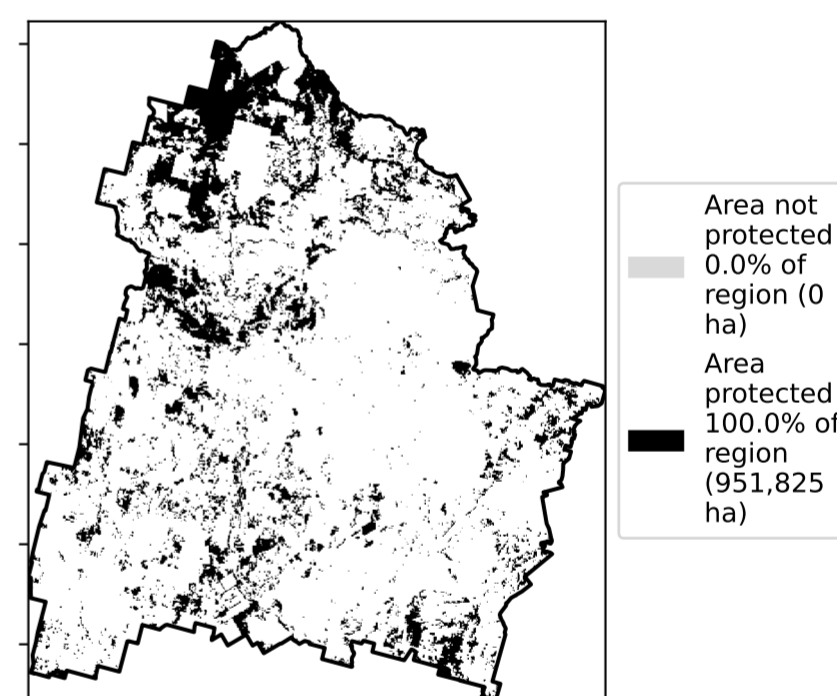 Area not
protected
0.0% of
region (0
ha)
Area
protected
100.0% of
region
(951,825
ha)